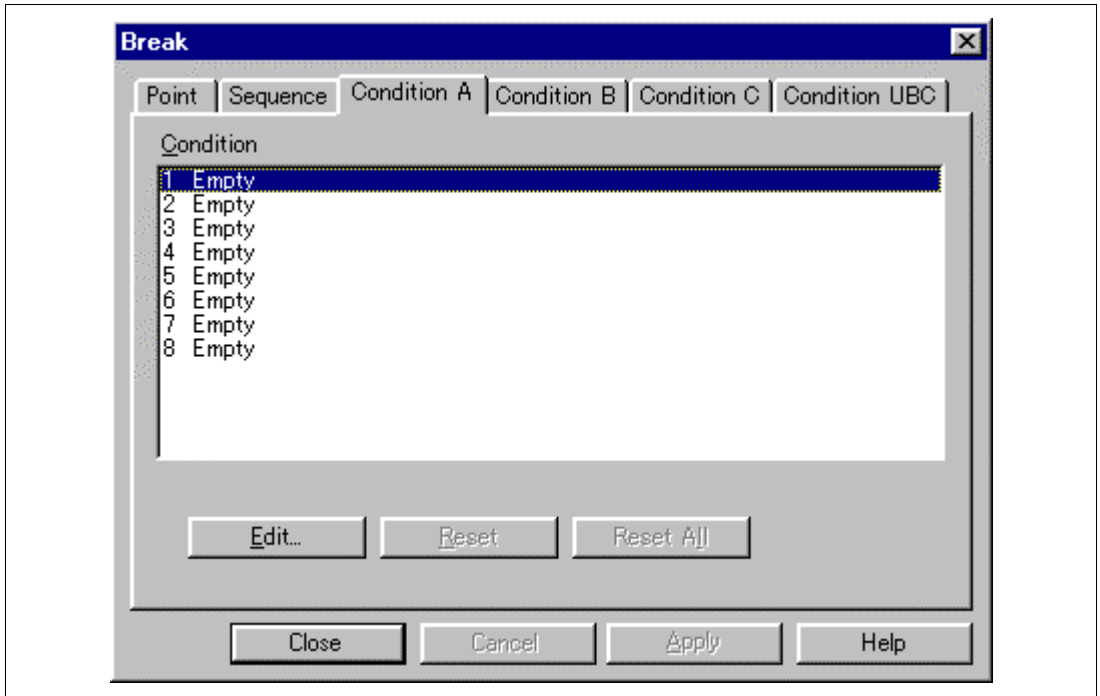 Break
Point Sequence Condition A Condition B Condition C Condition UBC
Condition
1 Empty
2 Empty
3 Empty
4 Empty
5 Empty
6 Empty
7 Empty
8 Empty
Edit... Reset Reset All
Close Cancel Apply Help